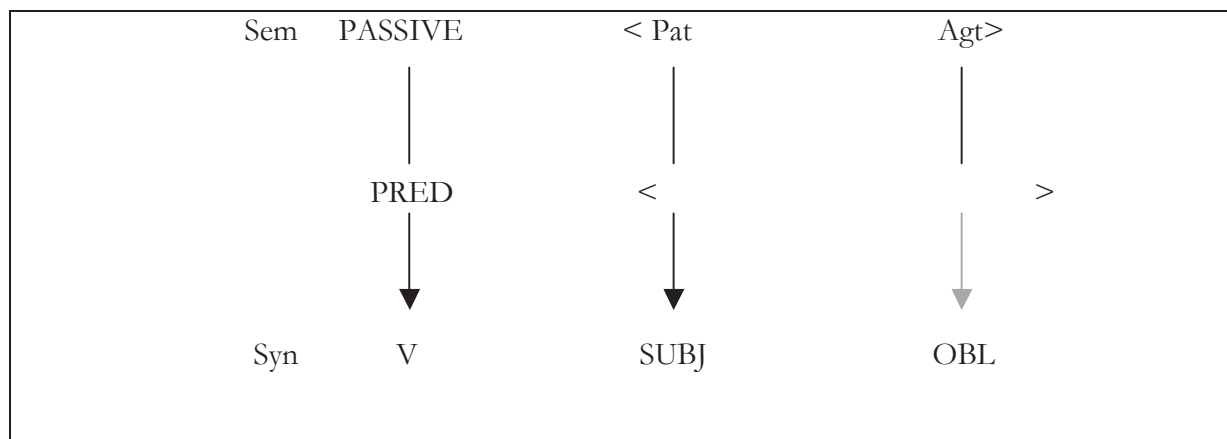 Sem PASSIVE < Pat Agt>
PRED < >
Syn V SUBJ OBL